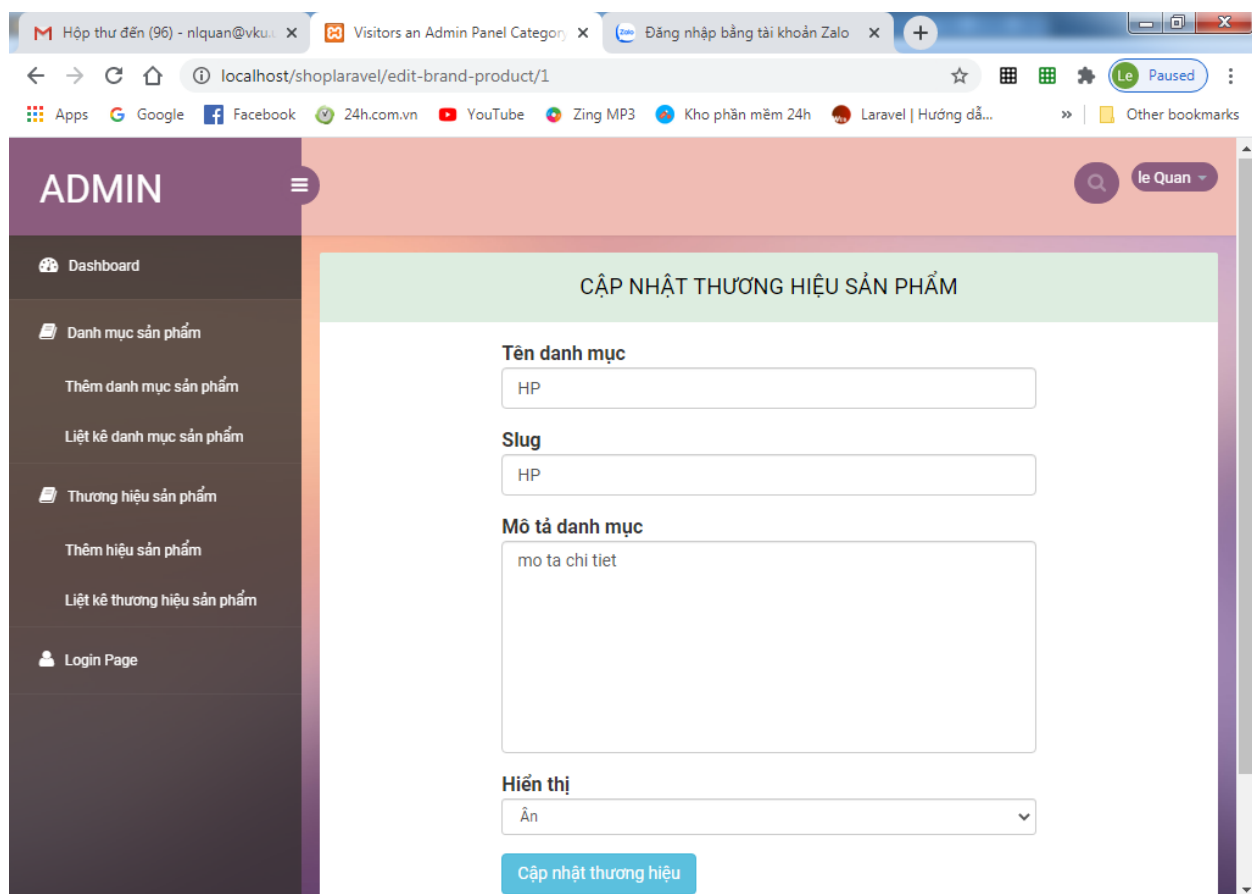 Hộp thư đến (96) - nlquan@vku.u
Visitors an Admin Panel Category
Zalo
Đăng nhập bằng tài khoản Zalo
localhost/shoplaravel/edit-brand-product/1
Le
Paused
Apps
Google
Facebook
24h.com.vn
YouTube
Zing MP3
Kho phần mềm 24h
Laravel | Hướng dẫ...
»
Other bookmarks
ADMIN
le Quan
Dashboard
CẬP NHẬT THƯƠNG HIỆU SẢN PHẨM
Danh mục sản phẩm
Thêm danh mục sản phẩm
Liệt kê danh mục sản phẩm
Thương hiệu sản phẩm
Thêm hiệu sản phẩm
Liệt kê thương hiệu sản phẩm
Login Page
Tên danh mục
HP
Slug
HP
Mô tả danh mục
mo ta chi tiet
Hiển thị
Ân
Cập nhật thương hiệu